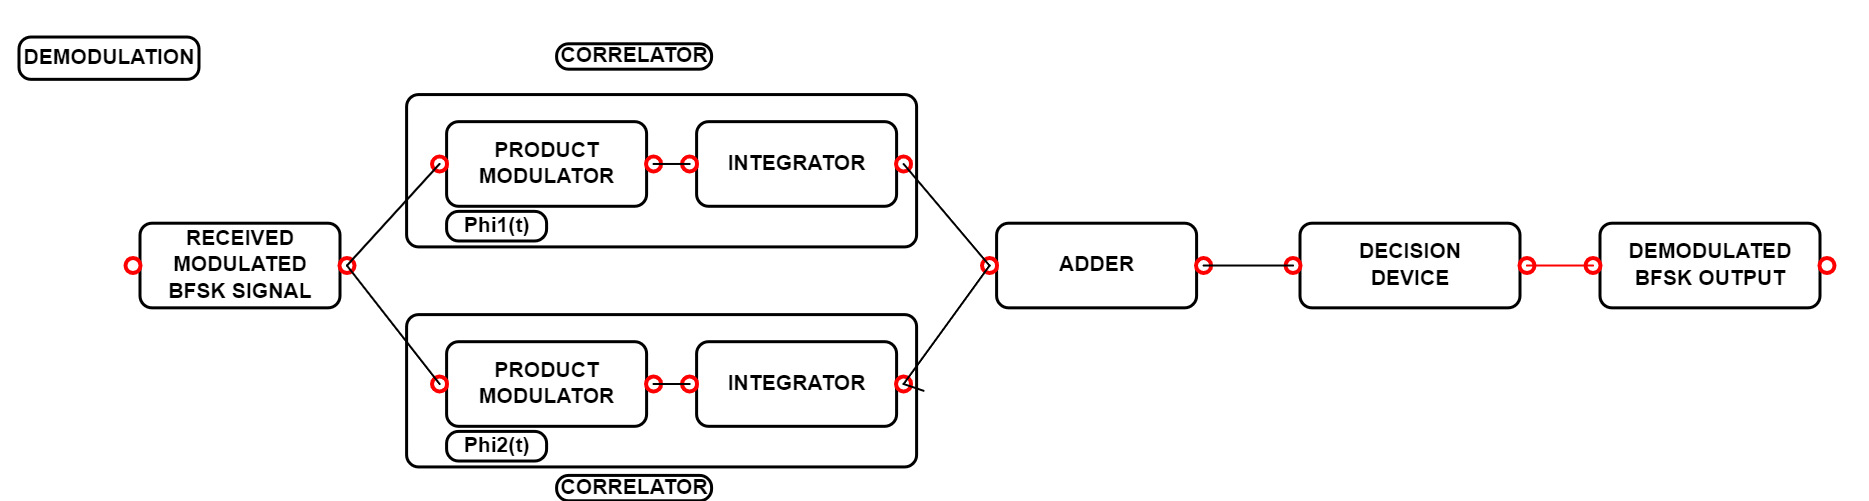 DEMODULATION
CORRELATOR
PRODUCT
MODULATOR
INTEGRATOR
Phi1(t)
RECEIVED
MODULATED
BFSK SIGNAL
ADDER
DECISION
DEVICE
DEMODULATED
BFSK OUTPUT
PRODUCT
MODULATOR
INTEGRATOR
Phi2(t)
CORRELATOR